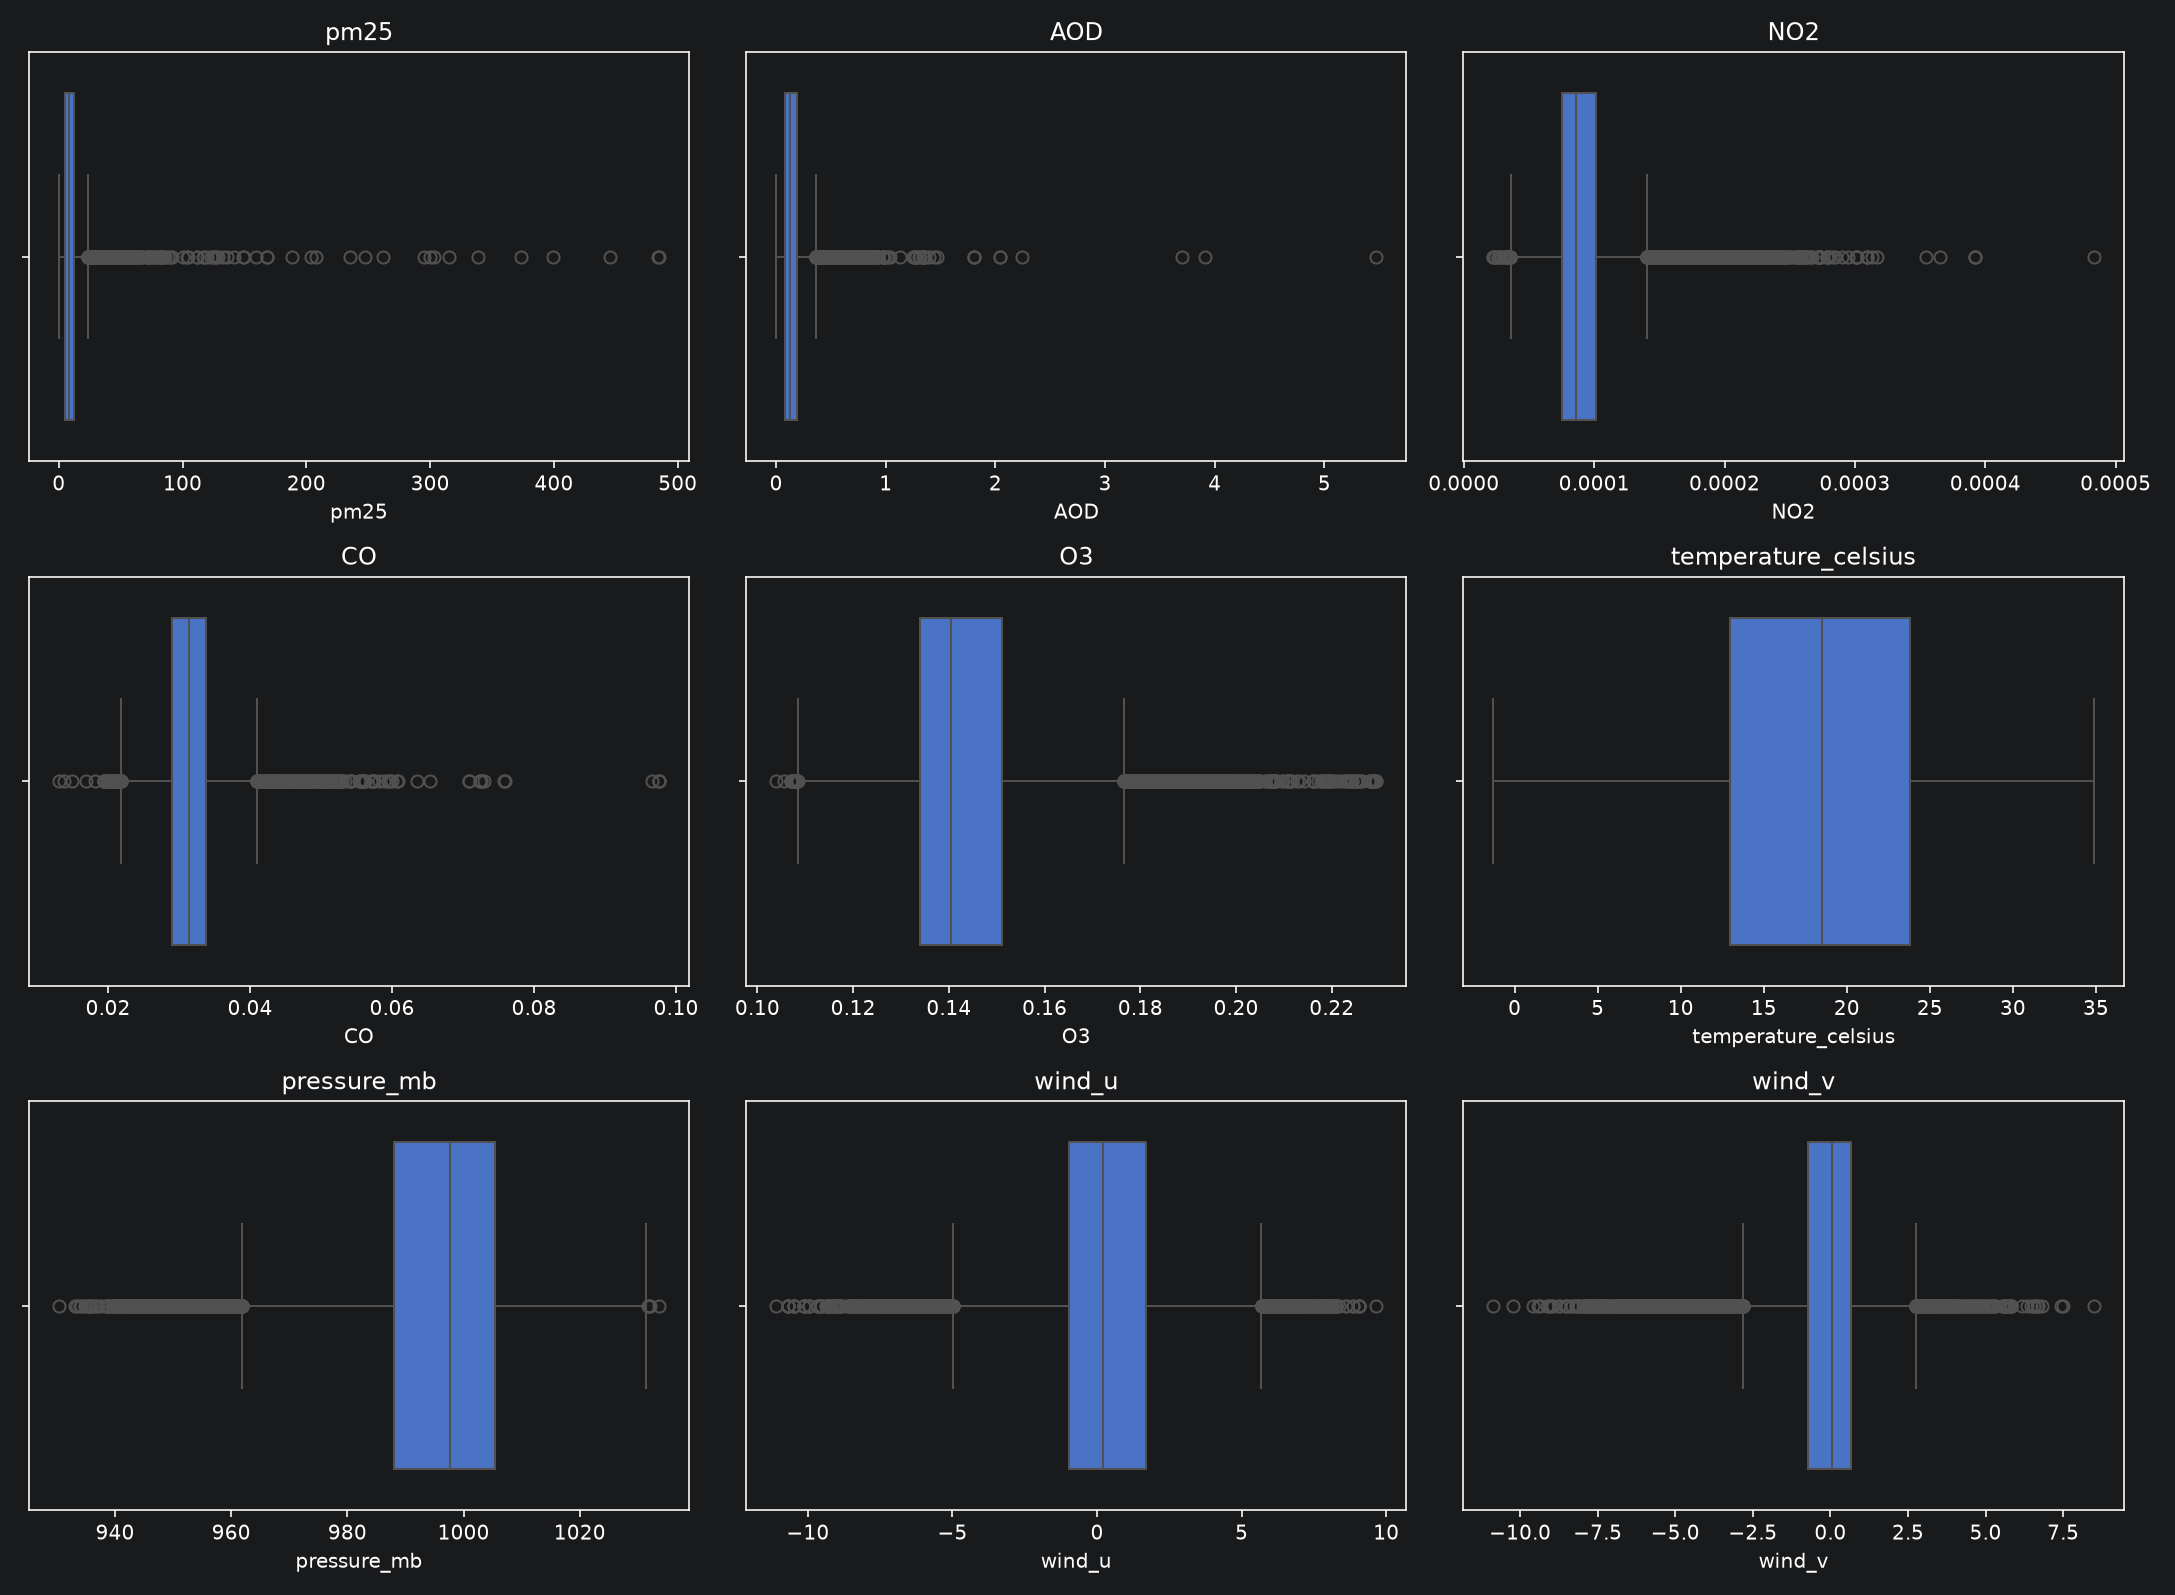 pm25
AOD
NO2
0 100 200 300 400 500
0 1 2 3 4 5
0.0000 0.0001 0.0002 0.0003 0.0004 0.0005
pm25
AOD
NO2
CO
O3
temperature_celsius
0.02 0.04 0.06 0.08 0.10
0.10 0.12 0.14 0.16 0.18 0.20 0.22
0 5 10 15 20 25 30 35
CO
O3
temperature_celsius
pressure_mb
wind_u
wind_v
940 960 980 1000 1020
−10 −5 0 5 10
−10.0 −7.5 −5.0 −2.5 0.0 2.5 5.0 7.5
pressure_mb
wind_u
wind_v